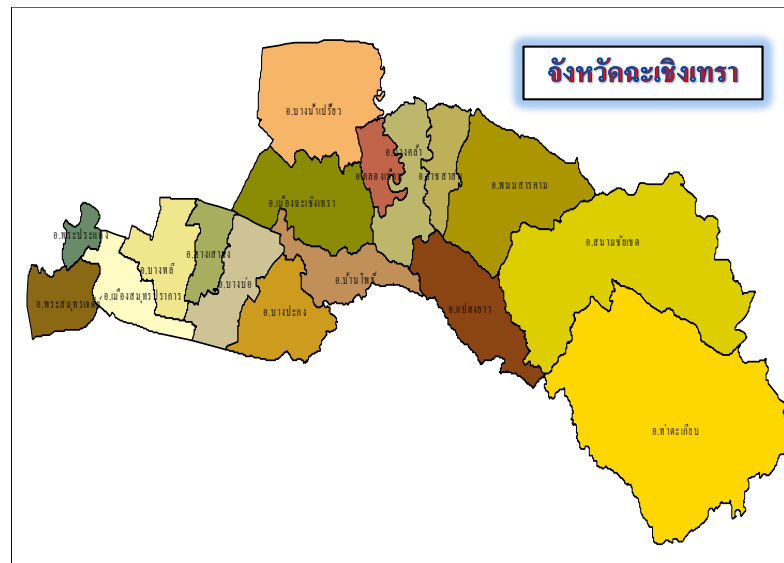 จังหวัดฉะเชิงเทรา
อ.บางน้ำเปรี้ยว
อ.บางคล้า
อ.คลองเขื่อน
อ.ราชสาส์น
อ.พนมสารคาม
อ.เมืองฉะเชิงเทรา
อ.พระประแดง
อ.สนามชัยเขต
อ.บางเสาธง
อ.บางพลี
อ.บ้านโพธิ์
อ.บางบ่อ
อ.เมืองสมุทรปราการ
อ.พระสมุทรเจดีย์
อ.แปลงยาว
อ.บางปะกง
อ.ท่าตะเกียบ